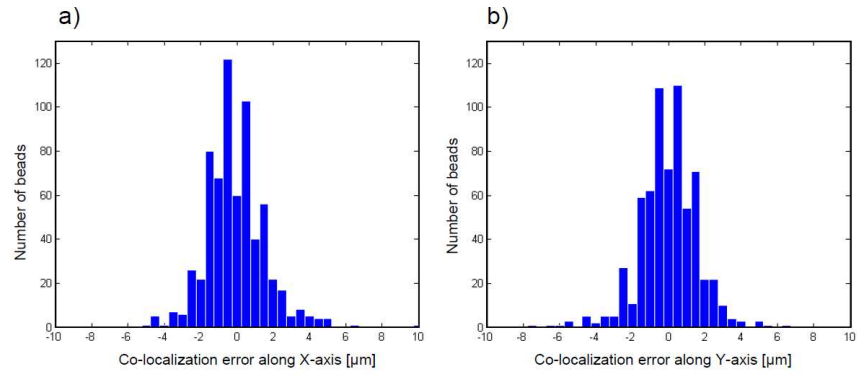 a)
Number of beads
120
100
80
60
40
20
0
-10 -8 -6 -4 -2 0 2 4 6 8 10
Co-localization error along X-axis [µm]
b)
Number of beads
120
100
80
60
40
20
0
-10 -8 -6 -4 -2 0 2 4 6 8 10
Co-localization error along Y-axis [µm]